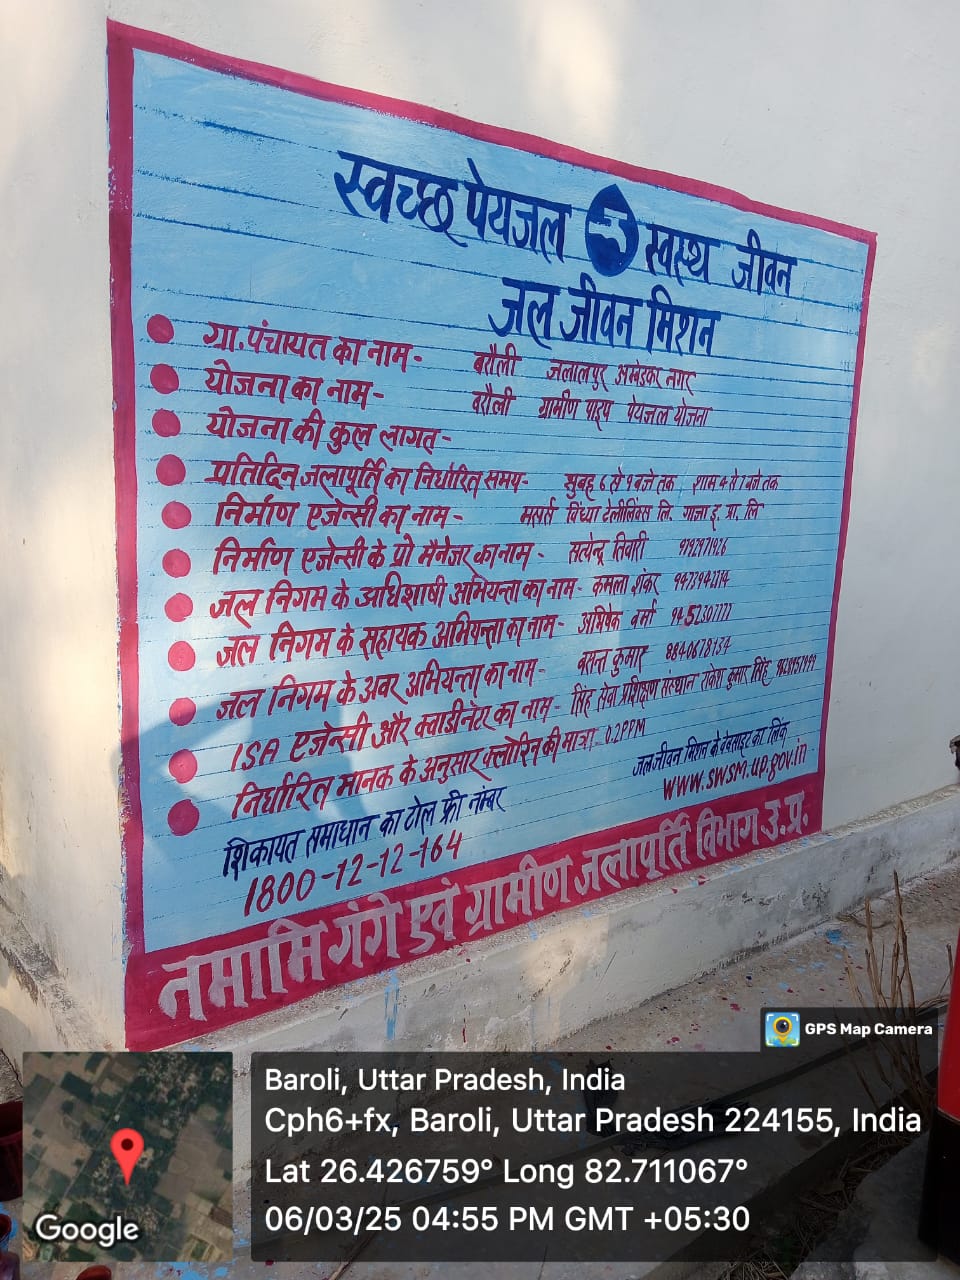 स्वच्छ पेयजल स्वस्थ जीवन
जल जीवन मिशन
ग्रा. पंचायत का नाम - बरौली जलालपुर अम्बेडकर नगर
योजना का नाम - बरौली ग्रामीण पाइप पेयजल योजना
योजना की कुल लागत -
प्रतिदिन जलापूर्ति का निर्धारित समय - सुबह 6 से 9 बजे तक शाम 4 से 7 बजे तक
निर्माण एजेन्सी का नाम - मेसर्स विंध्या टेलीलिंक्स लि. गाजा इ. प्रा. लि
निर्माण एजेन्सी के प्रो मैनेजर का नाम - सत्येन्द्र तिवारी
जल निगम के अधिशाषी अभियन्ता का नाम - कमला शंकर
जल निगम के सहायक अभियन्ता का नाम - अभिषेक वर्मा
जल निगम के अवर अभियन्ता का नाम - बसन्त कुमार
ISA एजेन्सी और क्वाडीनेटर का नाम - सिंह सेवा प्रशिक्षण संस्थान राकेश कुमार सिंह
निर्धारित मानक के अनुसार क्लोरिन की मात्रा - 0.2 PPM
शिकायत समाधान का टोल फ्री नंम्बर
1800-12-12-164
जल जीवन मिशन के वेबसाइट का लिंक
www.swsm.up.gov.in
नमामि गंगे एवं ग्रामीण जलापूर्ति विभाग उ.प्र.
GPS Map Camera
Baroli, Uttar Pradesh, India
Cph6+fx, Baroli, Uttar Pradesh 224155, India
Lat 26.426759° Long 82.711067°
06/03/25 04:55 PM GMT +05:30
Google